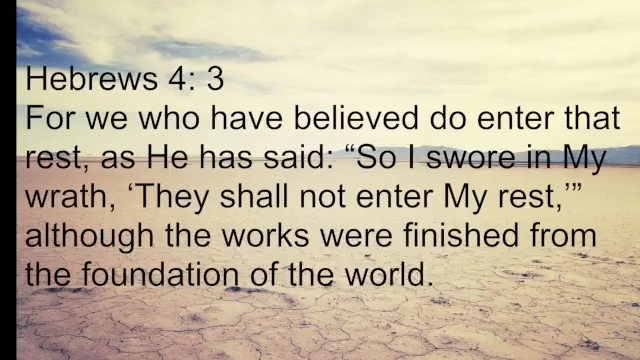 Hebrews 4: 3
For we who have believed do enter that
rest, as He has said: “So I swore in My
wrath, ‘They shall not enter My rest,’”
although the works were finished from
the foundation of the world.